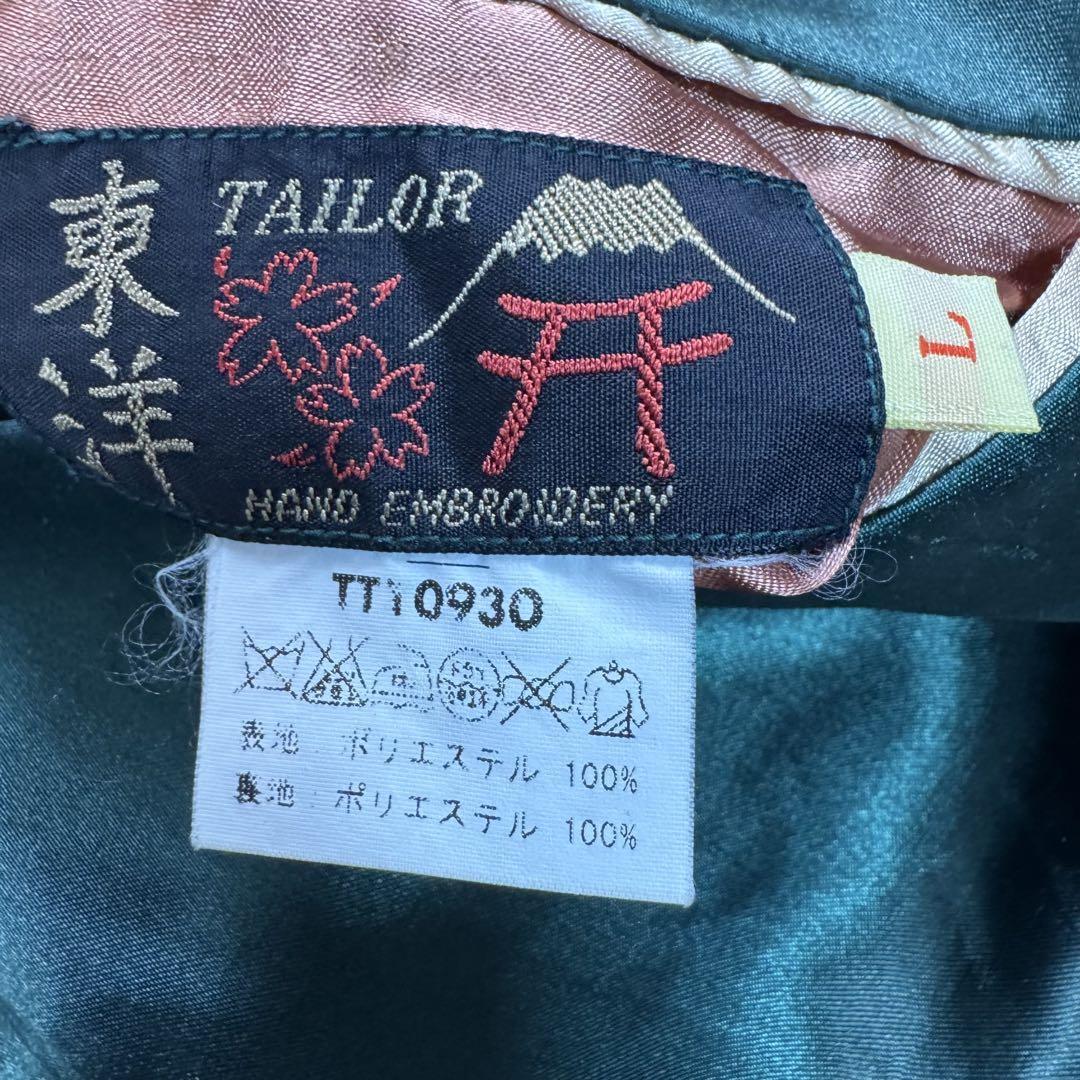 東洋
TAILOR
HAND EMBROIDERY
L
TT10930
表地 ポリエステル 100%
裏地 ポリエステル 100%